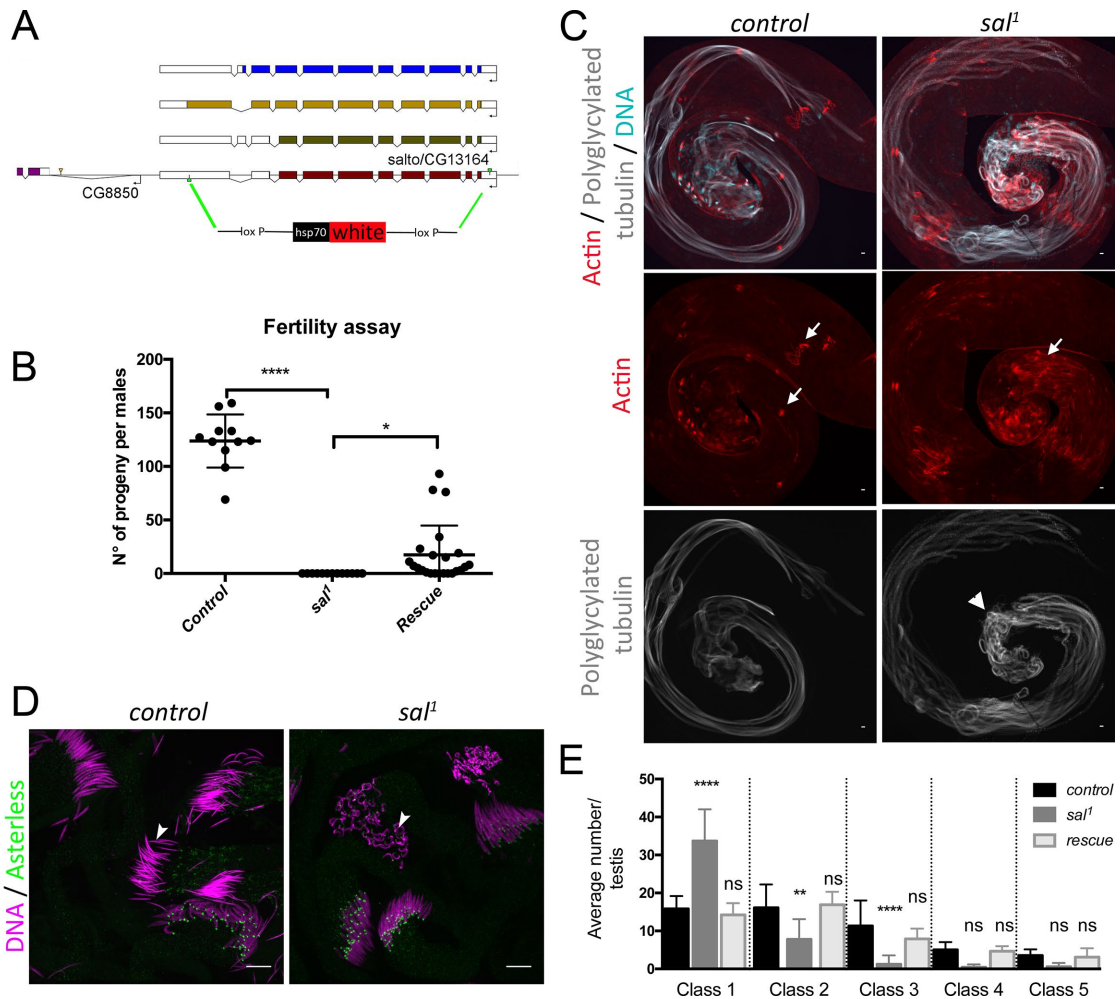 A
salto/CG13164
CG8850
lox P
hsp70
white
lox P
B
Fertility assay
N° of progeny per males
200
150
100
50
0
****
*
Control
sal¹
Rescue
C
control
sal¹
Actin / Polyglycylated
tubulin / DNA
Actin
Polyglycylated
tubulin
D
control
sal¹
DNA / Asterless
E
Average number/
testis
50
40
30
20
10
0
****
ns
**
ns
****
ns
ns
ns
ns
ns
control
sal¹
rescue
Class 1
Class 2
Class 3
Class 4
Class 5